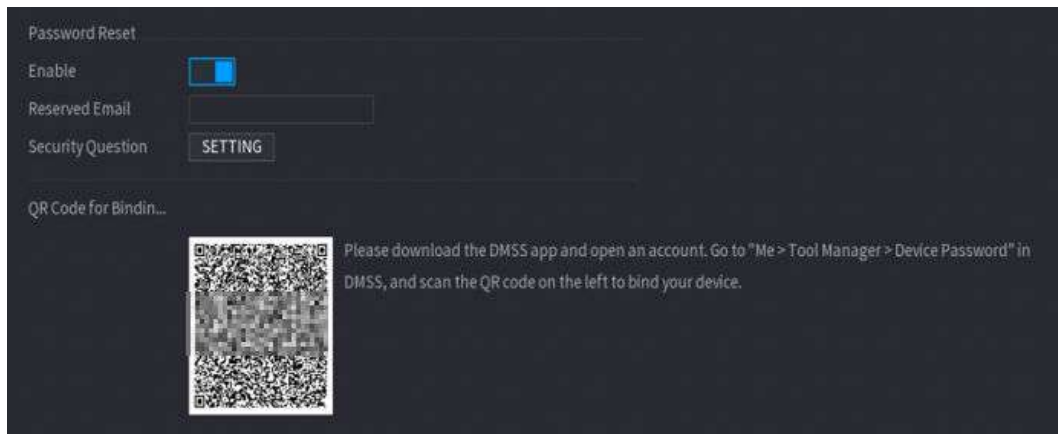 Password Reset
Enable
Reserved Email
Security Question SETTING
QR Code for Bindin...
Please download the DMSS app and open an account. Go to "Me > Tool Manager > Device Password" in
DMSS, and scan the QR code on the left to bind your device.